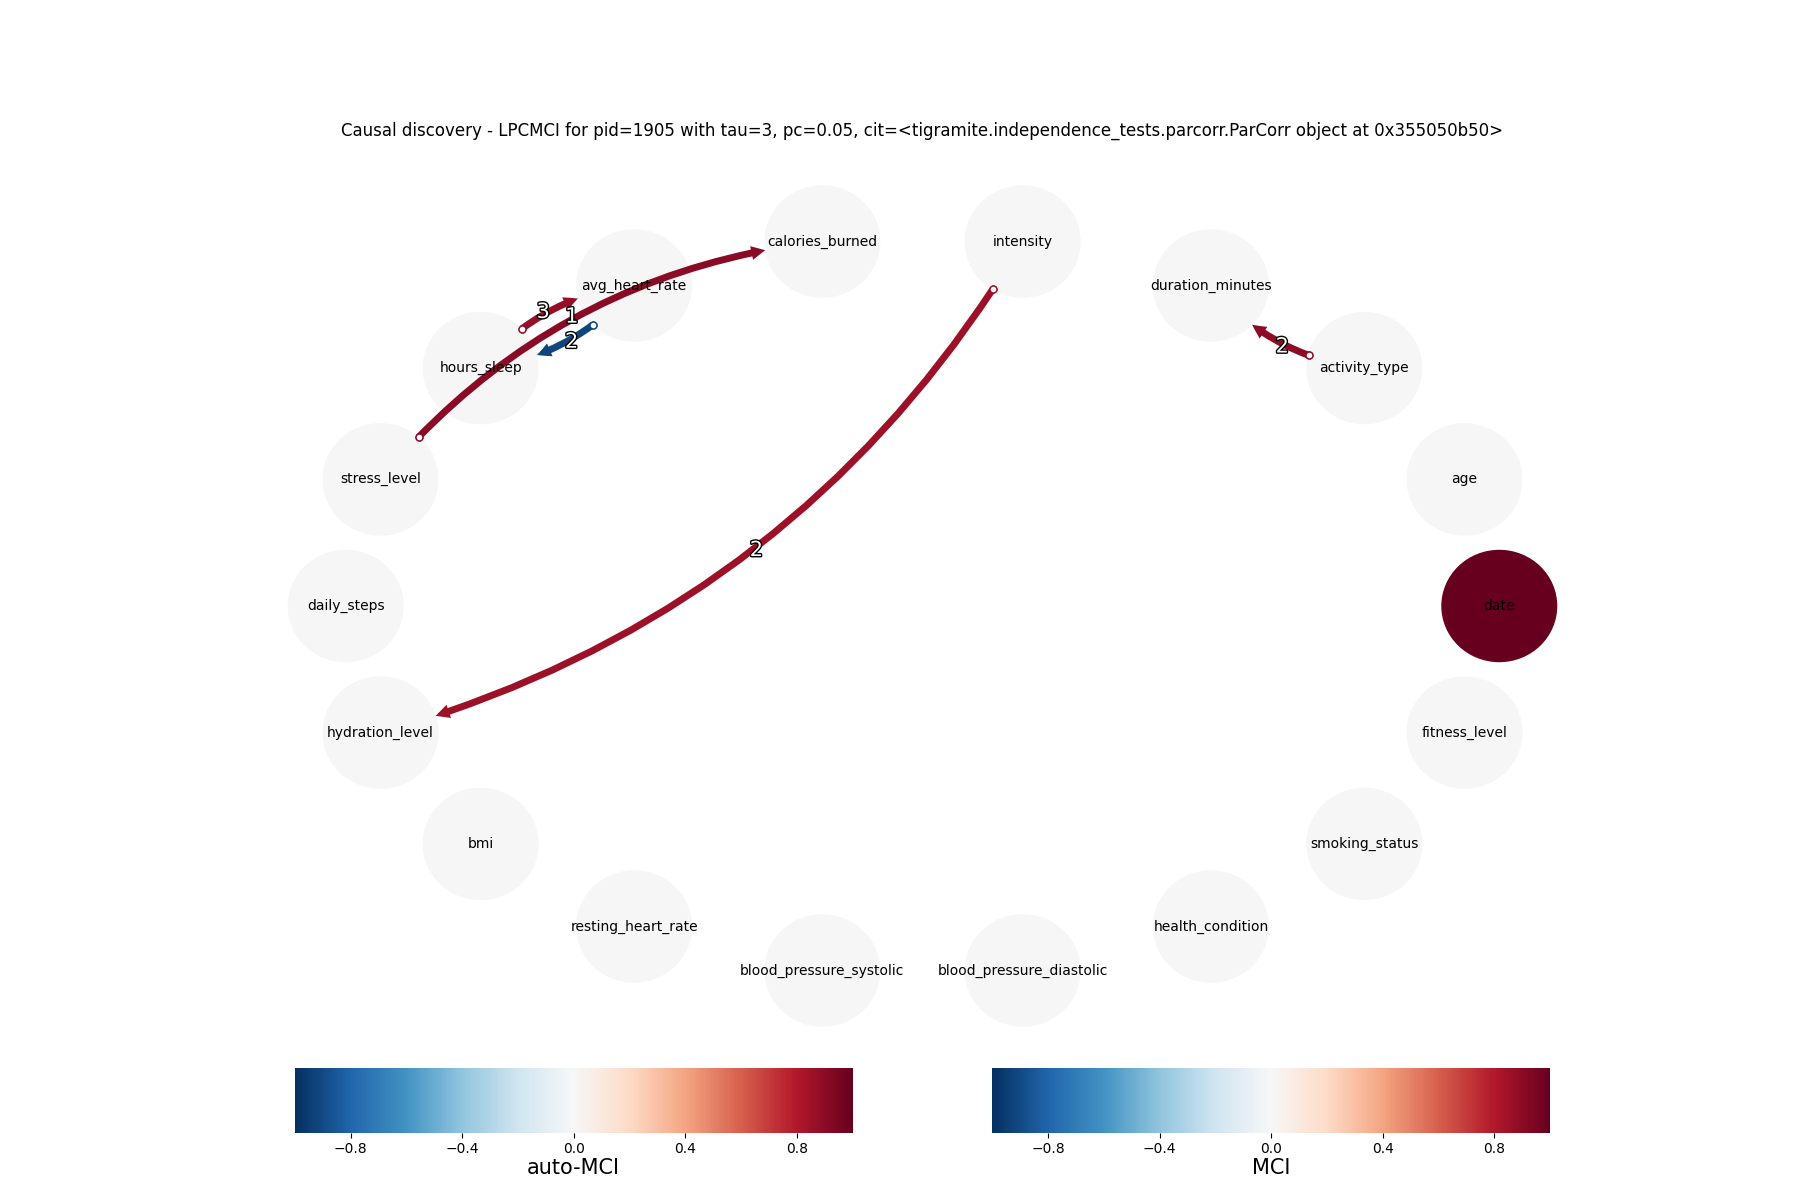 Causal discovery - LPCMCI for pid=1905 with tau=3, pc=0.05, cit=<tigramite.independence_tests.parcorr.ParCorr object at 0x355050b50>
calories_burned
intensity
avg_heart_rate
duration_minutes
3
1
2
2
hours_sleep
activity_type
stress_level
age
2
daily_steps
date
hydration_level
fitness_level
bmi
smoking_status
resting_heart_rate
health_condition
blood_pressure_systolic
blood_pressure_diastolic
−0.8 −0.4 0.0 0.4 0.8
auto-MCI
−0.8 −0.4 0.0 0.4 0.8
MCI